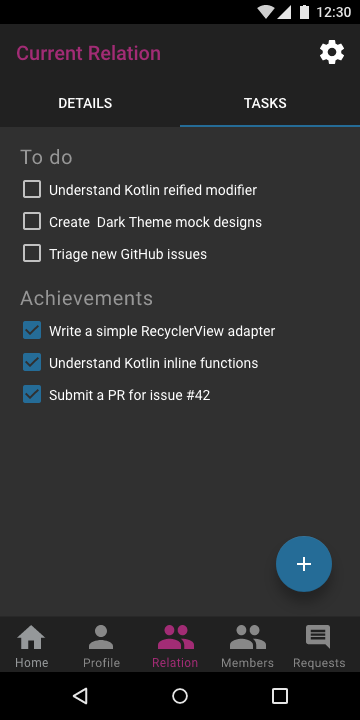 12:30
Current Relation
DETAILS TASKS
To do
Understand Kotlin reified modifier
Create  Dark Theme mock designs
Triage new GitHub issues
Achievements
Write a simple RecyclerView adapter
Understand Kotlin inline functions
Submit a PR for issue #42
Home Profile Relation Members Requests